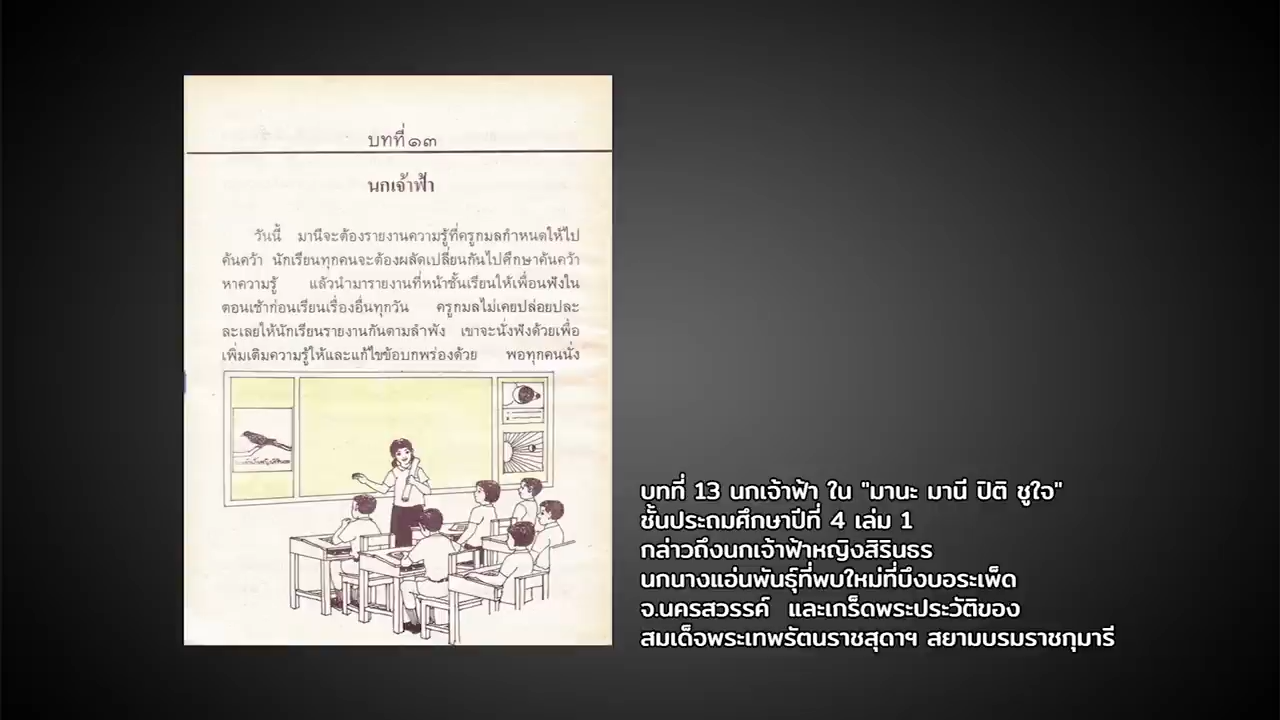 บทที่๑๓
นกเจ้าฟ้า
วันนี้ มานีจะต้องรายงานความรู้ที่ครูกมลกำหนดให้ไป
ค้นคว้า นักเรียนทุกคนจะต้องผลัดเปลี่ยนกันไปศึกษาค้นคว้า
หาความรู้ แล้วนำมารายงานที่หน้าชั้นเรียนให้เพื่อนฟังใน
ตอนเช้าก่อนเรียนเรื่องอื่นทุกวัน ครูกมลไม่เคยปล่อยปละ
ละเลยให้นักเรียนรายงานกันตามลำพัง เขาจะนั่งฟังด้วยเพื่อ
เพิ่มเติมความรู้ให้และแก้ไขข้อบกพร่องด้วย พอทุกคนนั่ง
บทที่ 13 นกเจ้าฟ้า ใน "มานะ มานี ปิติ ชูใจ"
ชั้นประถมศึกษาปีที่ 4 เล่ม 1
กล่าวถึงนกเจ้าฟ้าหญิงสิรินธร
นกนางแอ่นพันธุ์ที่พบใหม่ที่บึงบอระเพ็ด
จ.นครสวรรค์ และเกร็ดพระประวัติของ
สมเด็จพระเทพรัตนราชสุดาฯ สยามบรมราชกุมารี